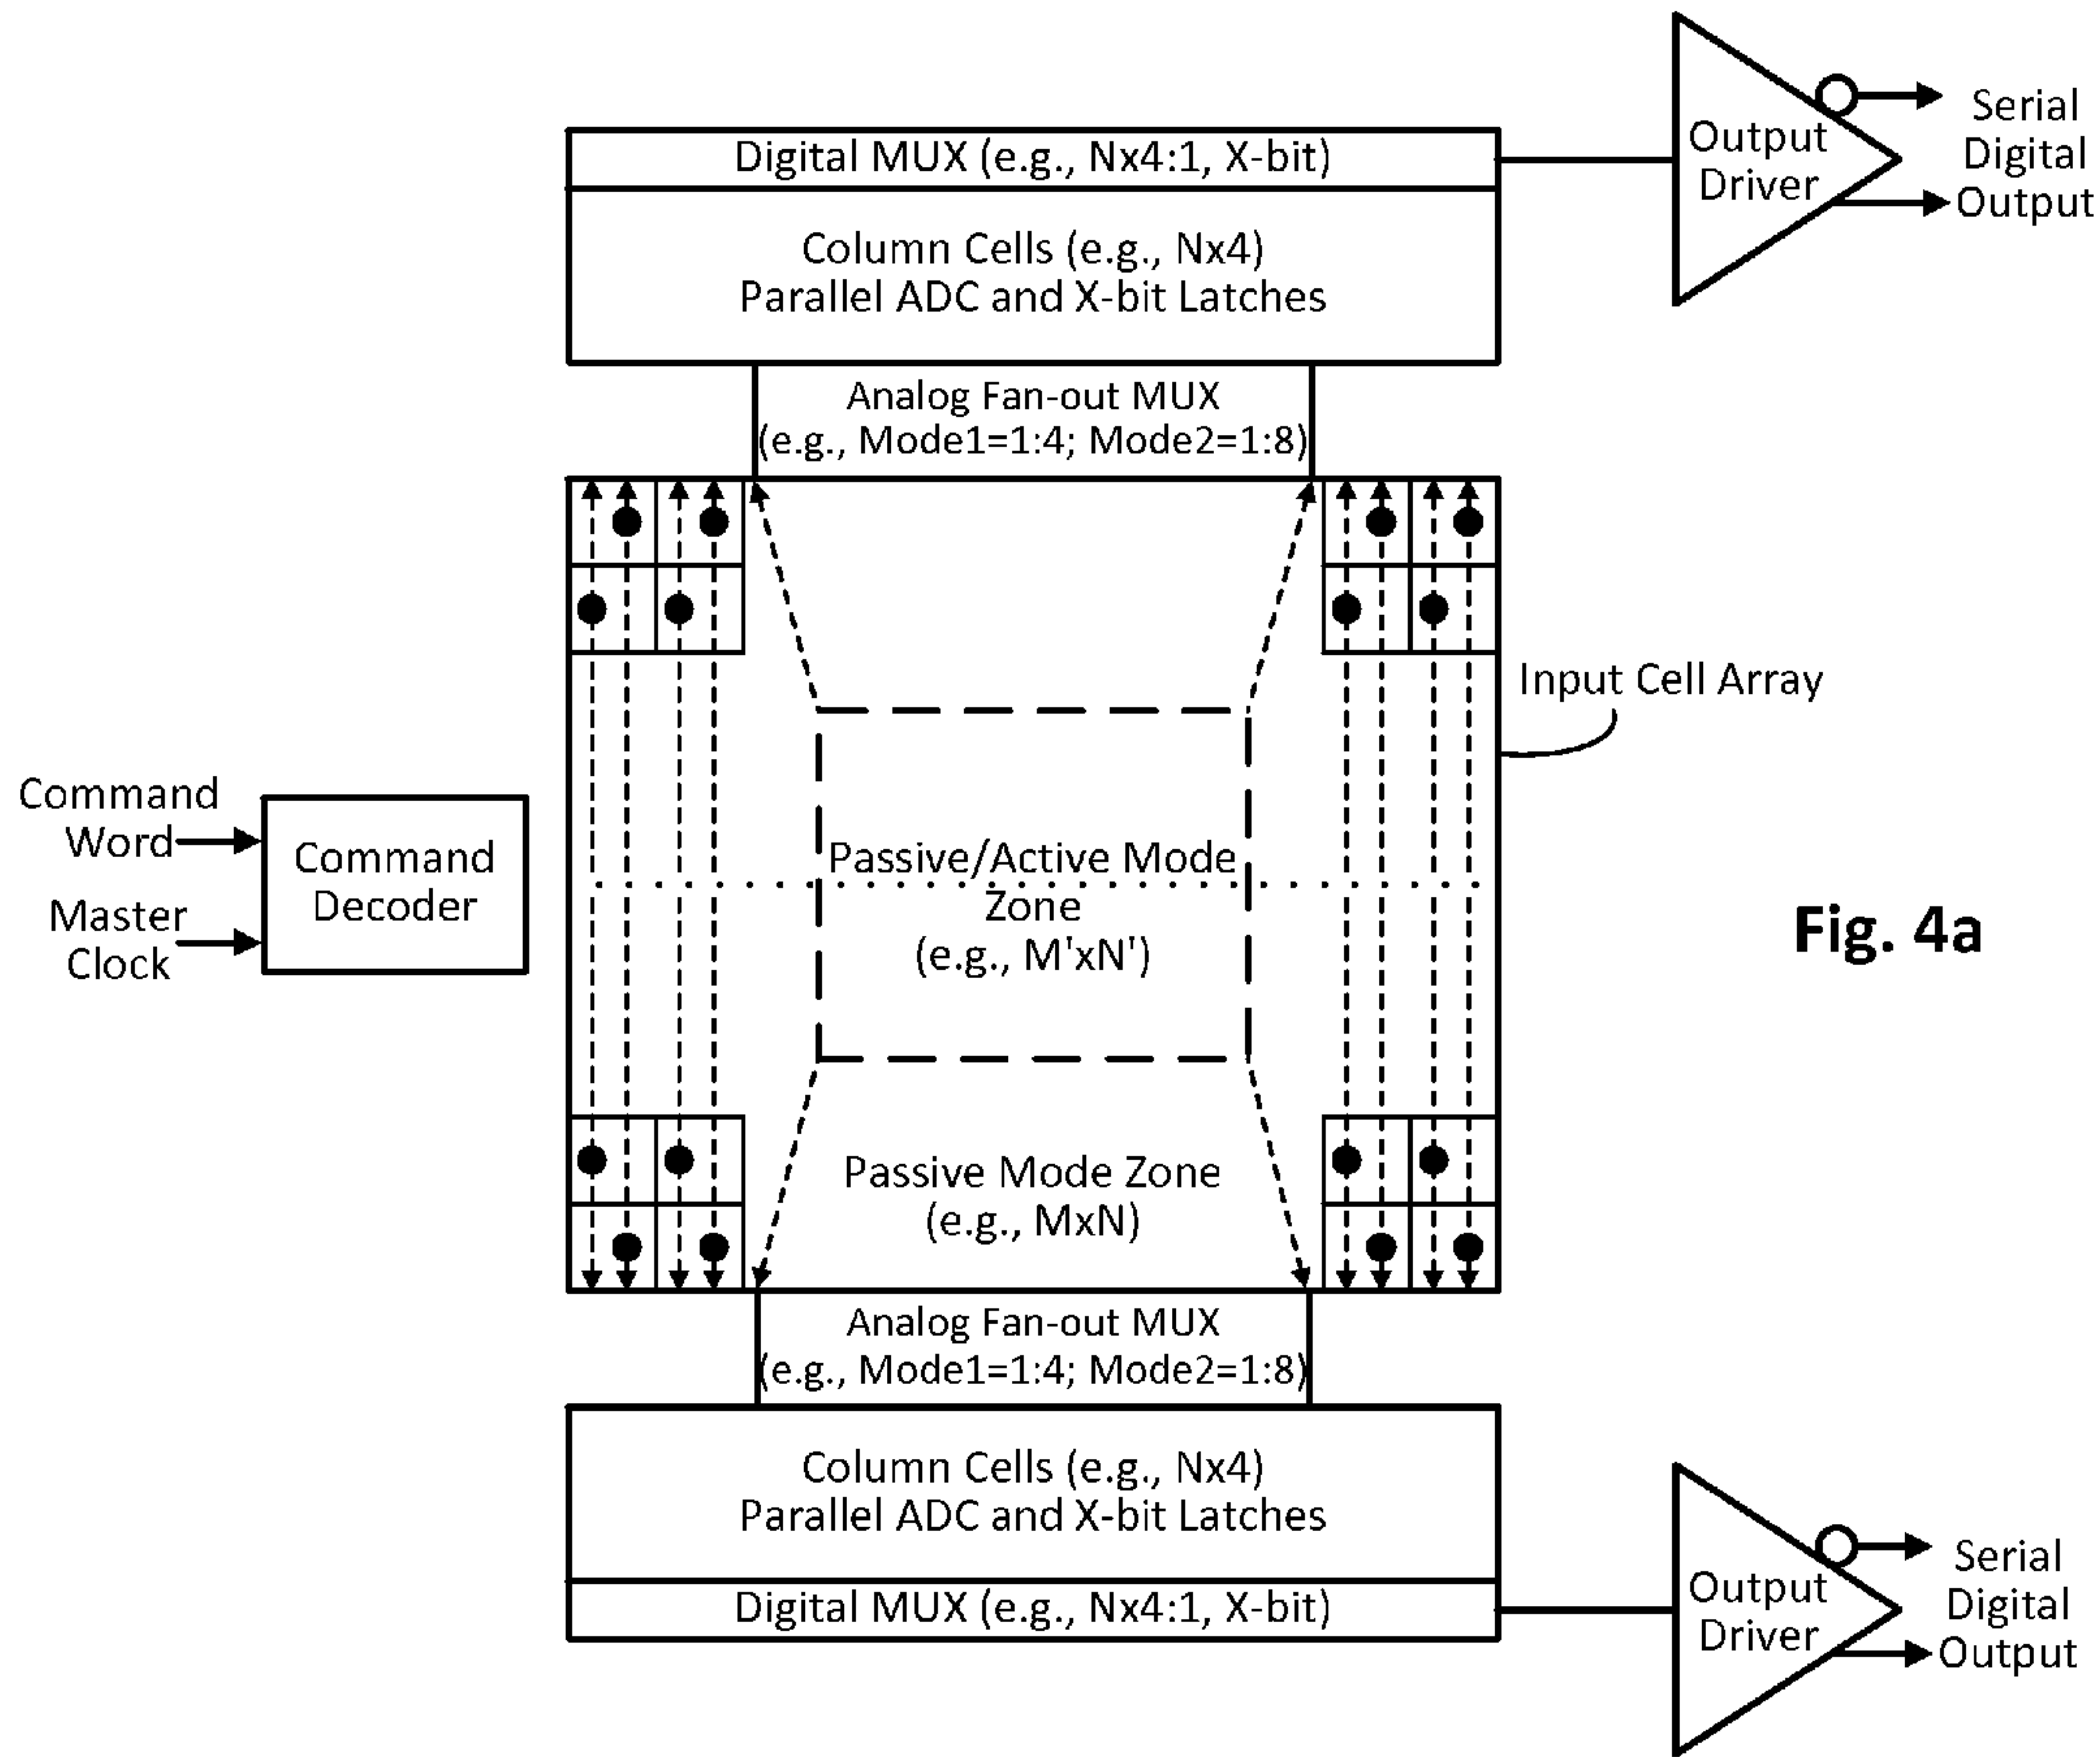 Digital MUX (e.g., Nx4:1, X-bit)
Column Cells (e.g., Nx4)
Parallel ADC and X-bit Latches
Output
Driver
Serial
Digital
Output
Analog Fan-out MUX
(e.g., Mode1=1:4; Mode2=1:8)
Input Cell Array
Command
Word
Master
Clock
Command
Decoder
Passive/Active Mode
Zone
(e.g., M'xN')
Fig. 4a
Passive Mode Zone
(e.g., MxN)
Analog Fan-out MUX
(e.g., Mode1=1:4; Mode2=1:8)
Column Cells (e.g., Nx4)
Parallel ADC and X-bit Latches
Digital MUX (e.g., Nx4:1, X-bit)
Output
Driver
Serial
Digital
Output